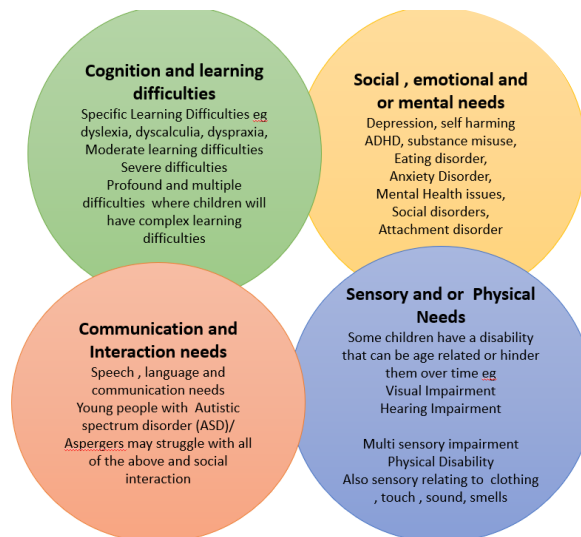 Cognition and learning
difficulties
Specific Learning Difficulties eg
dyslexia, dyscalculia, dyspraxia,
Moderate learning difficulties
Severe difficulties
Profound and multiple
difficulties where children will
have complex learning
difficulties
Social , emotional and
or mental needs
Depression, self harming
ADHD, substance misuse,
Eating disorder,
Anxiety Disorder,
Mental Health issues,
Social disorders,
Attachment disorder
Communication and
Interaction needs
Speech , language and
communication needs
Young people with Autistic
spectrum disorder (ASD)/
Aspergers may struggle with all
of the above and social
interaction
Sensory and or Physical
Needs
Some children have a disability
that can be age related or hinder
them over time eg
Visual Impairment
Hearing Impairment
Multi sensory impairment
Physical Disability
Also sensory relating to clothing
, touch , sound, smells